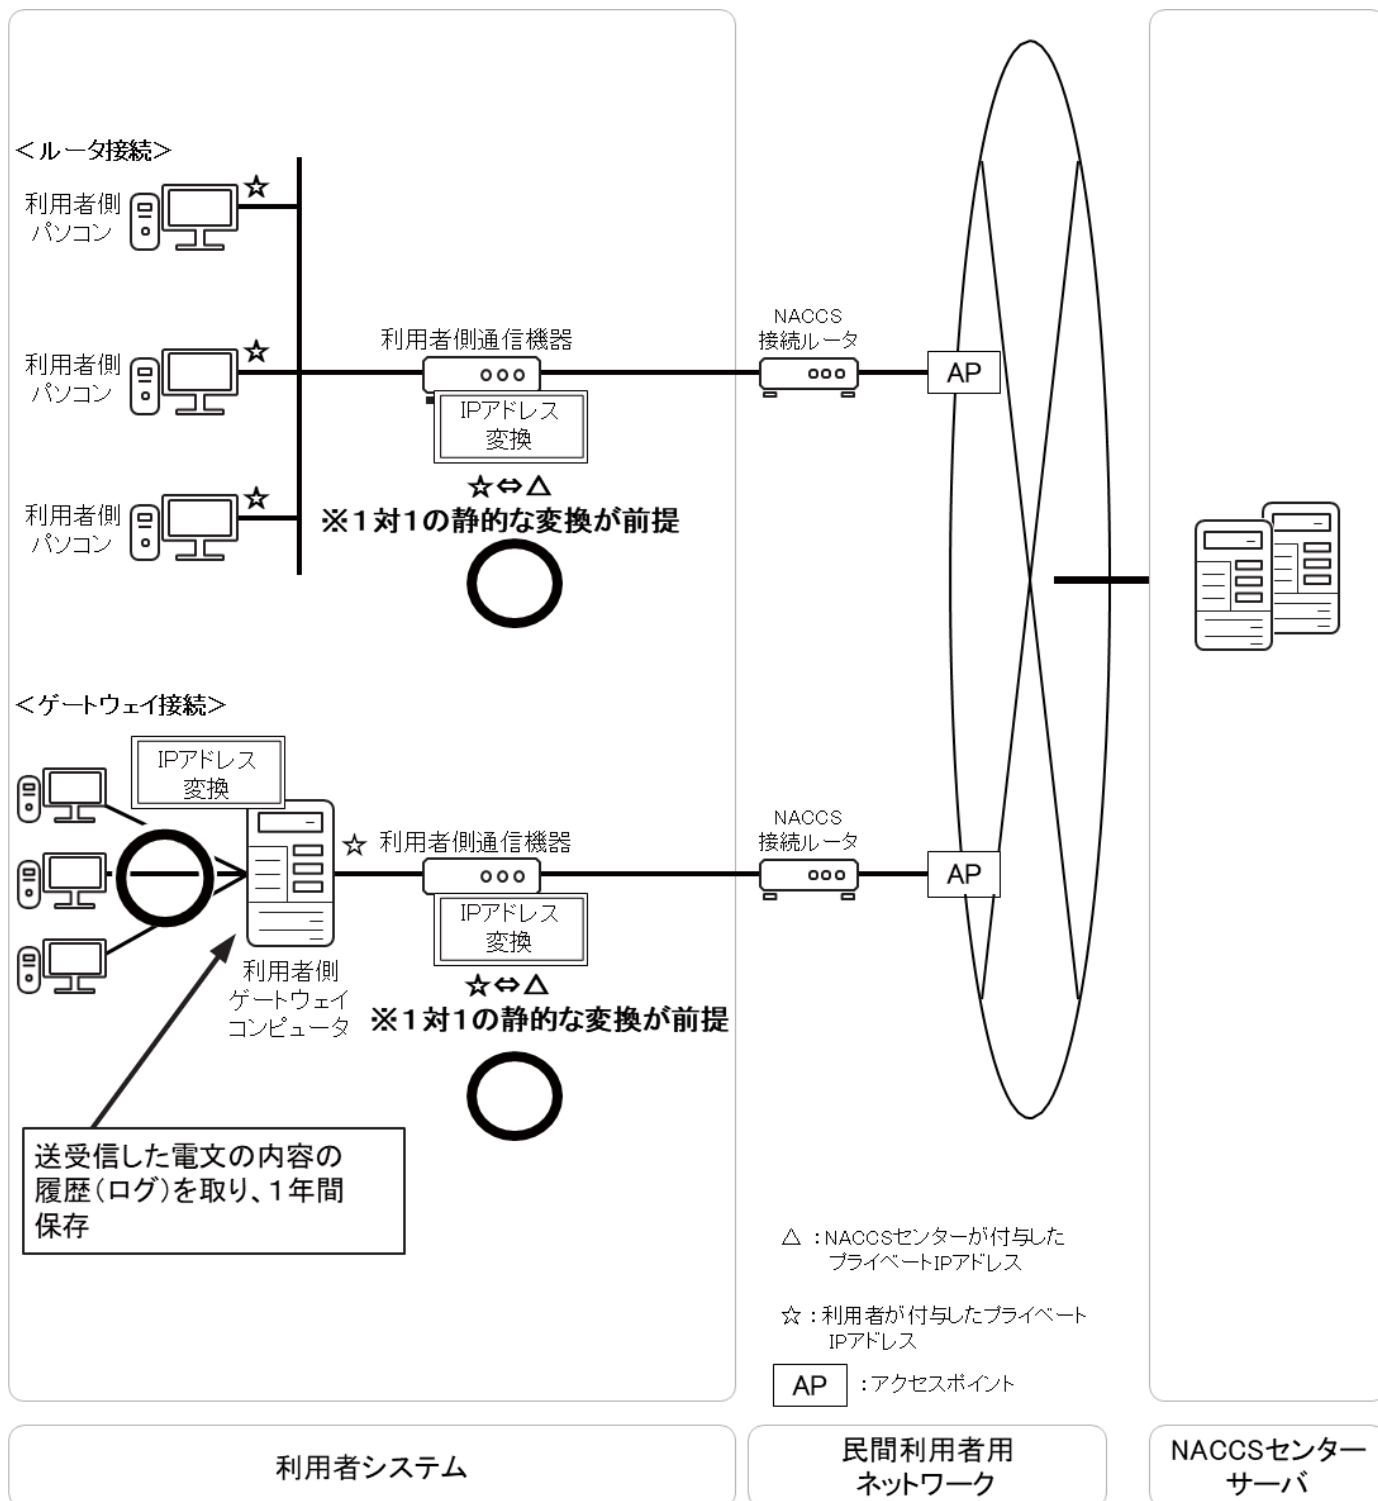 ＜ルータ接続＞
☆
利用者側
パソコン
☆
利用者側
パソコン
☆
利用者側
パソコン
利用者側通信機器
IPアドレス
変換
☆⇔△
※１対１の静的な変換が前提
NACCS
接続ルータ
AP
＜ゲートウェイ接続＞
IPアドレス
変換
☆
利用者側通信機器
IPアドレス
変換
☆⇔△
※１対１の静的な変換が前提
NACCS
接続ルータ
AP
利用者側
ゲートウェイ
コンピュータ
送受信した電文の内容の
履歴（ログ）を取り、１年間
保存
△：NACCSセンターが付与した
プライベートIPアドレス
☆：利用者が付与したプライベート
IPアドレス
AP：アクセスポイント
利用者システム
民間利用者用
ネットワーク
NACCSセンター
サーバ